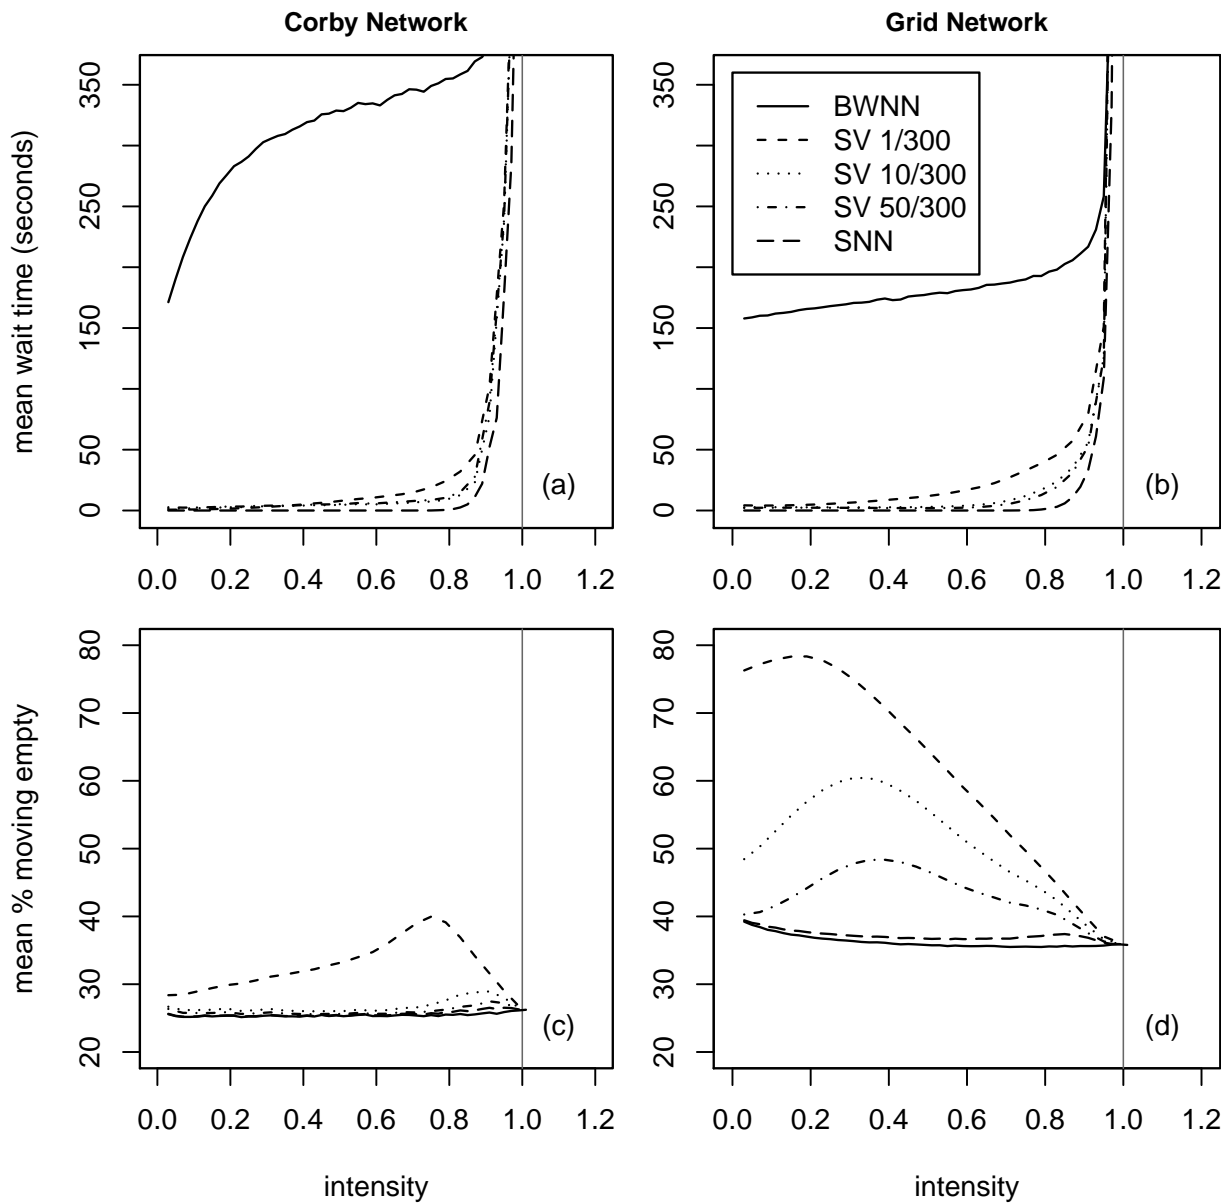 Corby Network
Grid Network
mean wait time (seconds)
350
250
150
50
0
(a)
0.0 0.2 0.4 0.6 0.8 1.0 1.2
350
250
150
50
0
BWNN
SV 1/300
SV 10/300
SV 50/300
SNN
(b)
0.0 0.2 0.4 0.6 0.8 1.0 1.2
mean % moving empty
80
70
60
50
40
30
20
(c)
0.0 0.2 0.4 0.6 0.8 1.0 1.2
intensity
80
70
60
50
40
30
20
(d)
0.0 0.2 0.4 0.6 0.8 1.0 1.2
intensity